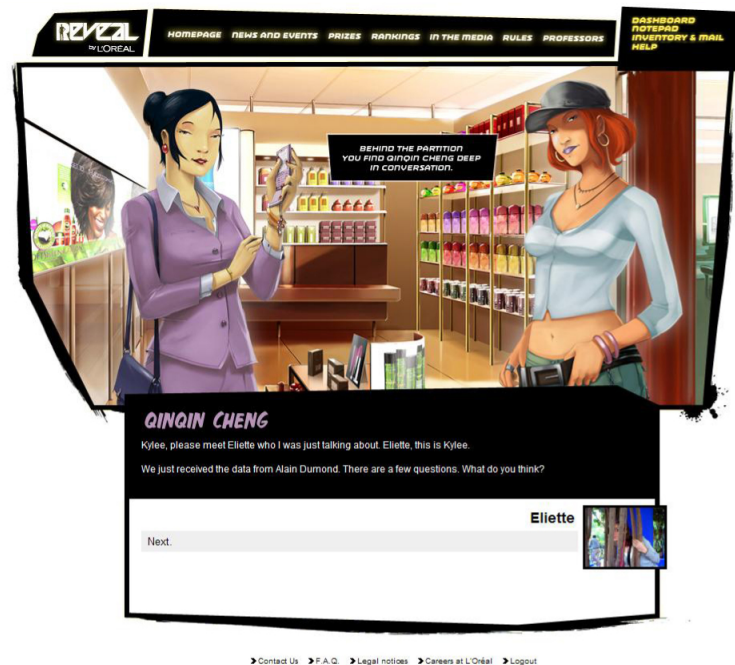 REVEAL
BY L'ORÉAL
HOMEPAGE NEWS AND EVENTS PRIZES RANKINGS IN THE MEDIA RULES PROFESSORS
DASHBOARD
NOTEPAD
INVENTORY & MAIL
HELP
BEHIND THE PARTITION
YOU FIND QINQIN CHENG DEEP
IN CONVERSATION.
QINQIN CHENG
Kylee, please meet Eliette who I was just talking about. Eliette, this is Kylee.
We just received the data from Alain Dumond. There are a few questions. What do you think?
Eliette
Next.
Contact Us F.A.Q. Legal notices Careers at L'Oréal Logout